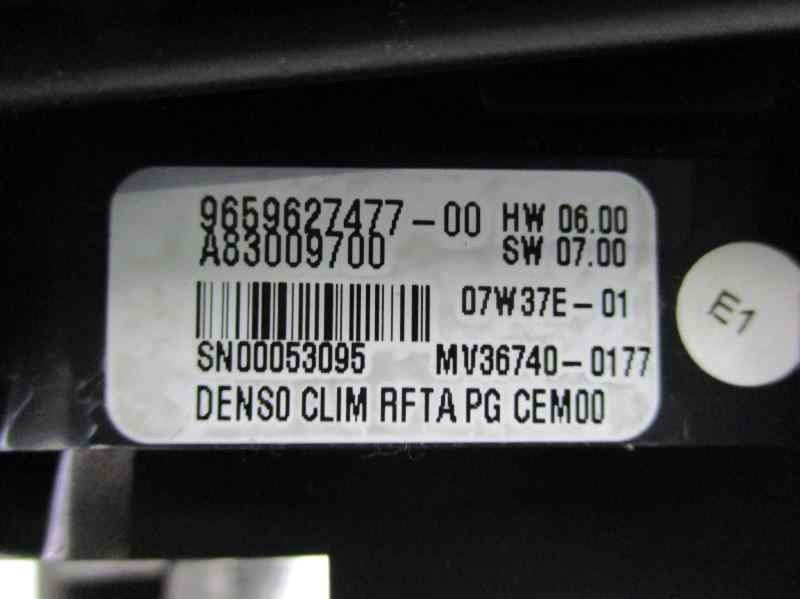 9659627477-00 HW 06.00
A83009700 SW 07.00
07W37E-01
SN00053095 MV36740-0177
DENSO CLIM RFTA PG CEM00
E1